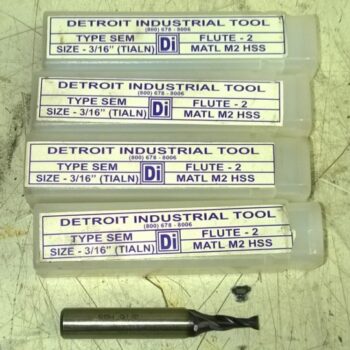 DETROIT INDUSTRIAL TOOL
(800) 678 - 8006
TYPE SEM Di FLUTE - 2
SIZE - 3/16" (TIALN) MATL M2 HSS
DETROIT INDUSTRIAL TOOL
(800) 678 - 8006
TYPE SEM Di FLUTE - 2
SIZE - 3/16" (TIALN) MATL M2 HSS
DETROIT INDUSTRIAL TOOL
(800) 678 - 8006
TYPE SEM Di FLUTE - 2
SIZE - 3/16" (TIALN) MATL M2 HSS
DETROIT INDUSTRIAL TOOL
(800) 678 - 8006
TYPE SEM Di FLUTE - 2
SIZE - 3/16" (TIALN) MATL M2 HSS